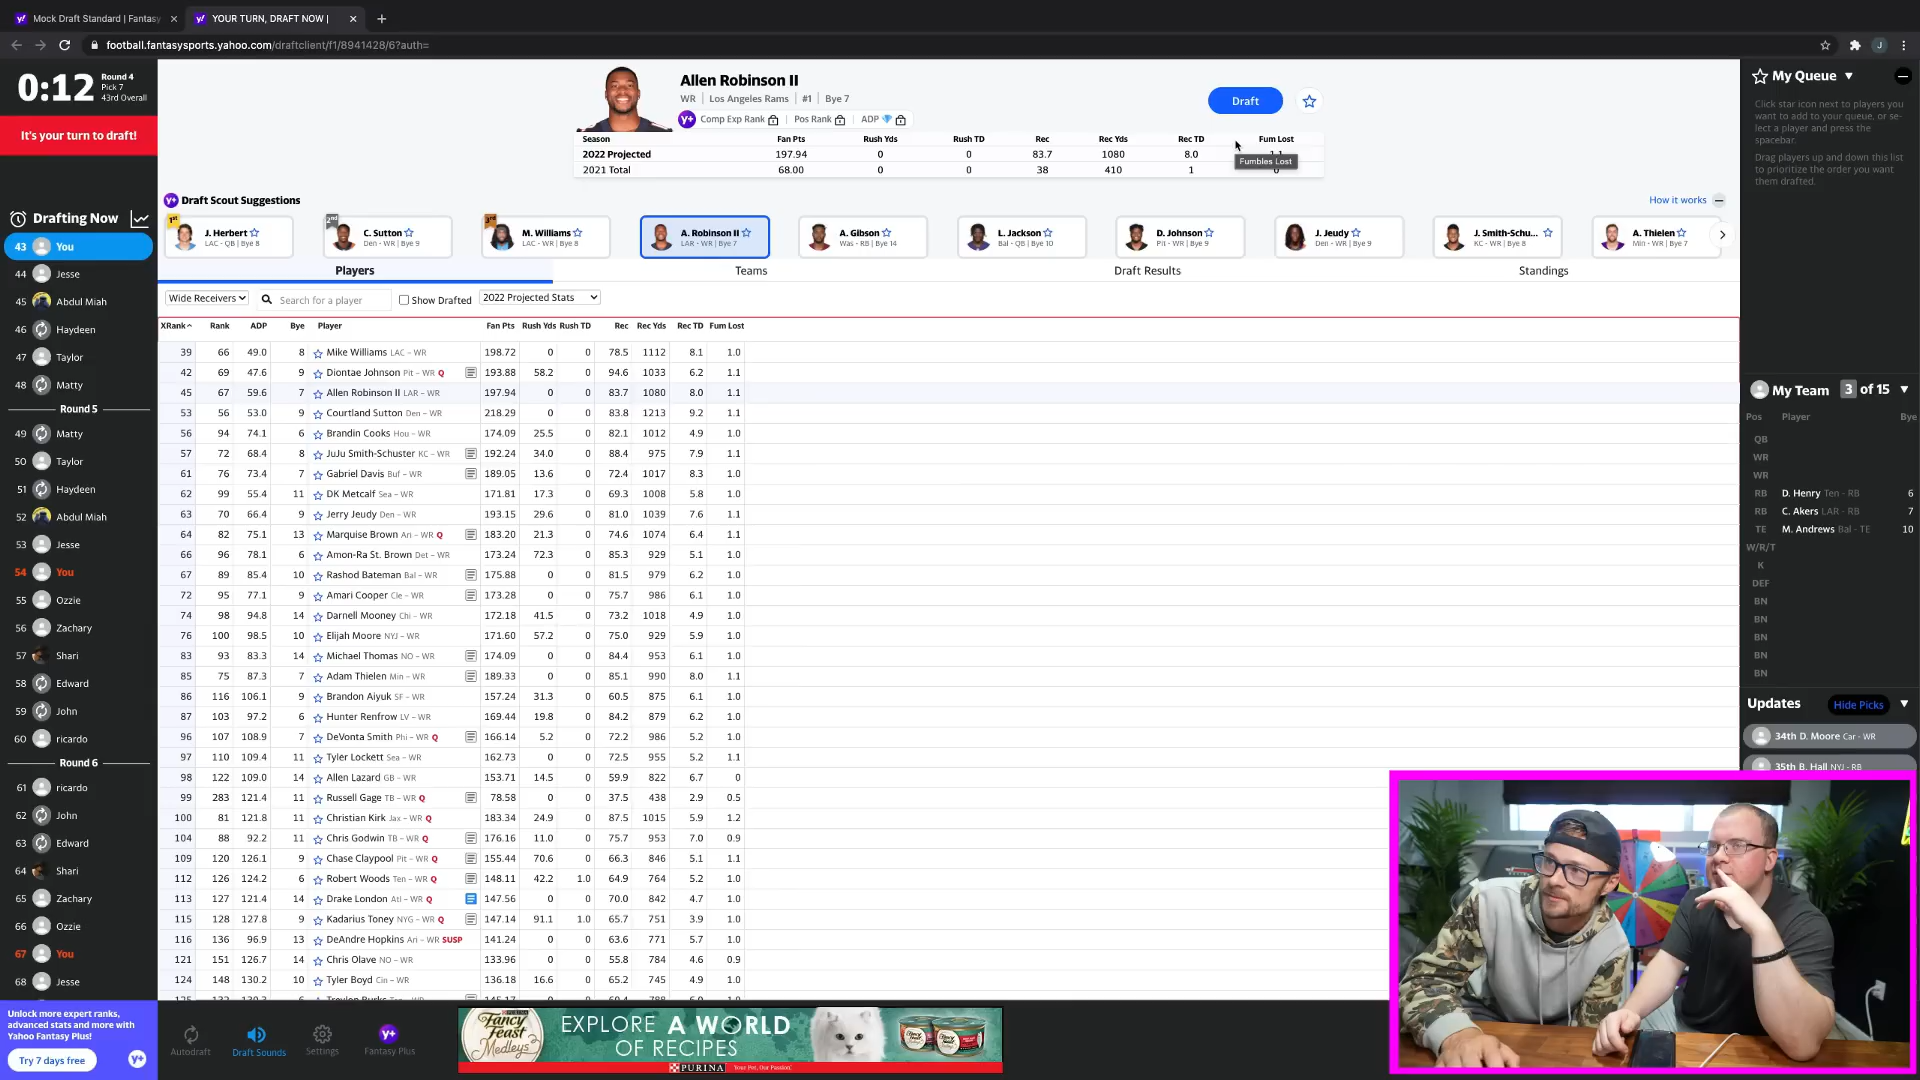 Mock Draft Standard | Fantasy
YOUR TURN, DRAFT NOW |
football.fantasysports.yahoo.com/draftclient/f1/8941428/6?auth=
0:12
Round 4
Pick 7
43rd Overall
It's your turn to draft!
Drafting Now
43 You
44 Jesse
45 Abdul Miah
46 Haydeen
47 Taylor
48 Matty
Round 5
49 Matty
50 Taylor
51 Haydeen
52 Abdul Miah
53 Jesse
54 You
55 Ozzie
56 Zachary
57 Shari
58 Edward
59 John
60 ricardo
Round 6
61 ricardo
62 John
63 Edward
64 Shari
65 Zachary
66 Ozzie
67 You
68 Jesse
Unlock more expert ranks,
advanced stats and more with
Yahoo Fantasy Plus!
Try 7 days free
y+
Allen Robinson II
WR | Los Angeles Rams | #1 | Bye 7
y+ Comp Exp Rank | Pos Rank | ADP
Draft
Season Fan Pts Rush Yds Rush TD Rec Rec Yds Rec TD Fum Lost
2022 Projected 197.94 0 0 83.7 1080 8.0 1.1
2021 Total 68.00 0 0 38 410 1 0
Fumbles Lost
y+ Draft Scout Suggestions
How it works
1st J. Herbert LAC - QB | Bye 8
2nd C. Sutton Den - WR | Bye 9
3rd M. Williams LAC - WR | Bye 8
A. Robinson II LAR - WR | Bye 7
A. Gibson Was - RB | Bye 14
L. Jackson Bal - QB | Bye 10
D. Johnson Pit - WR | Bye 9
J. Jeudy Den - WR | Bye 9
J. Smith-Schu... KC - WR | Bye 8
A. Thielen Min - WR | Bye 7
Players Teams Draft Results Standings
Wide Receivers Search for a player Show Drafted 2022 Projected Stats
XRank Rank ADP Bye Player Fan Pts Rush Yds Rush TD Rec Rec Yds Rec TD Fum Lost
39 66 49.0 8 Mike Williams LAC - WR 198.72 0 0 78.5 1112 8.1 1.0
42 69 47.6 9 Diontae Johnson Pit - WR Q 193.88 58.2 0 94.6 1033 6.2 1.1
45 67 59.6 7 Allen Robinson II LAR - WR 197.94 0 0 83.7 1080 8.0 1.1
53 56 53.0 9 Courtland Sutton Den - WR 218.29 0 0 83.8 1213 9.2 1.1
56 94 74.1 6 Brandin Cooks Hou - WR 174.09 25.5 0 82.1 1012 4.9 1.0
57 72 68.4 8 JuJu Smith-Schuster KC - WR 192.24 34.0 0 88.4 975 7.9 1.1
61 76 73.4 7 Gabriel Davis Buf - WR 189.05 13.6 0 72.4 1017 8.3 1.0
62 99 55.4 11 DK Metcalf Sea - WR 171.81 17.3 0 69.3 1008 5.8 1.0
63 70 66.4 9 Jerry Jeudy Den - WR 193.15 29.6 0 81.0 1039 7.6 1.1
64 82 75.1 13 Marquise Brown Ari - WR Q 183.20 21.3 0 74.6 1074 6.4 1.1
66 96 78.1 6 Amon-Ra St. Brown Det - WR 173.24 72.3 0 85.3 929 5.1 1.0
67 89 85.4 10 Rashod Bateman Bal - WR 175.88 0 0 81.5 979 6.2 1.0
72 95 77.1 9 Amari Cooper Cle - WR 173.28 0 0 75.7 986 6.1 1.0
74 98 94.8 14 Darnell Mooney Chi - WR 172.18 41.5 0 73.2 1018 4.9 1.0
76 100 98.5 10 Elijah Moore NYJ - WR 171.60 57.2 0 75.0 929 5.9 1.0
83 93 83.3 14 Michael Thomas NO - WR 174.09 0 0 84.4 953 6.1 1.0
85 75 87.3 7 Adam Thielen Min - WR 189.33 0 0 85.1 990 8.0 1.1
86 116 106.1 9 Brandon Aiyuk SF - WR 157.24 31.3 0 60.5 875 6.1 1.0
87 103 97.2 6 Hunter Renfrow LV - WR 169.44 19.8 0 84.2 879 6.2 1.0
96 107 108.9 7 DeVonta Smith Phi - WR Q 166.14 5.2 0 72.2 986 5.2 1.0
97 110 109.4 11 Tyler Lockett Sea - WR 162.73 0 0 72.5 955 5.2 1.1
98 122 109.0 14 Allen Lazard GB - WR 153.71 14.5 0 59.9 822 6.7 0
99 283 121.4 11 Russell Gage TB - WR Q 78.58 0 0 37.5 438 2.9 0.5
100 81 121.8 11 Christian Kirk Jax - WR Q 183.34 24.9 0 87.5 1015 5.9 1.2
104 88 92.2 11 Chris Godwin TB - WR Q 176.16 11.0 0 75.7 953 7.0 0.9
109 120 126.1 9 Chase Claypool Pit - WR Q 155.44 70.6 0 66.3 846 5.1 1.1
112 126 124.2 6 Robert Woods Ten - WR Q 148.11 42.2 1.0 64.9 764 5.2 1.0
113 127 121.4 14 Drake London Atl - WR Q 147.56 0 0 70.0 842 4.7 1.0
115 128 127.8 9 Kadarius Toney NYG - WR Q 147.14 91.1 1.0 65.7 751 3.9 1.0
116 136 96.9 13 DeAndre Hopkins Ari - WR SUSP 141.24 0 0 63.6 771 5.7 1.0
121 151 126.7 14 Chris Olave NO - WR 133.96 0 0 55.8 784 4.6 0.9
124 148 130.2 10 Tyler Boyd Cin - WR 136.18 16.6 0 65.2 745 4.9 1.0
My Queue
Click star icon next to players you
want to add to your queue, or se-
lect a player and press the
spacebar.
Drag players up and down this list
to prioritize the order you want
them drafted.
My Team 3 of 15
Pos Player Bye
QB
WR
WR
RB D. Henry Ten - RB 6
RB C. Akers LAR - RB 7
TE M. Andrews Bal - TE 10
W/R/T
K
DEF
BN
BN
BN
BN
BN
Updates Hide Picks
34th D. Moore Car - WR
35th B. Hall NYJ - RB
Autodraft
Draft Sounds
Settings
Fantasy Plus
Fancy Feast
Medleys
EXPLORE A WORLD
OF RECIPES
PURINA Your Pet, Our Passion.